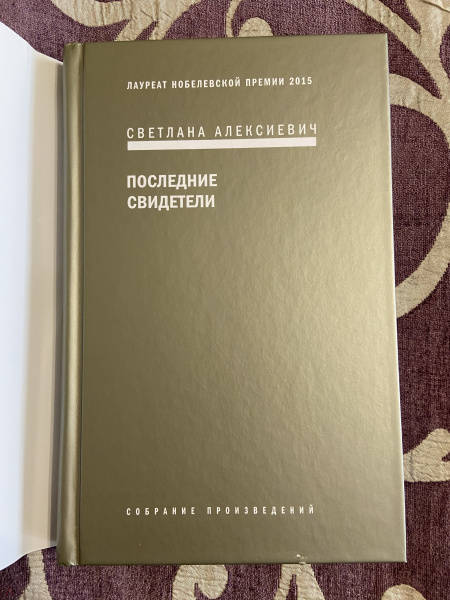 ЛАУРЕАТ НОБЕЛЕВСКОЙ ПРЕМИИ 2015
СВЕТЛАНА АЛЕКСИЕВИЧ
ПОСЛЕДНИЕ
СВИДЕТЕЛИ
СОБРАНИЕ ПРОИЗВЕДЕНИЙ